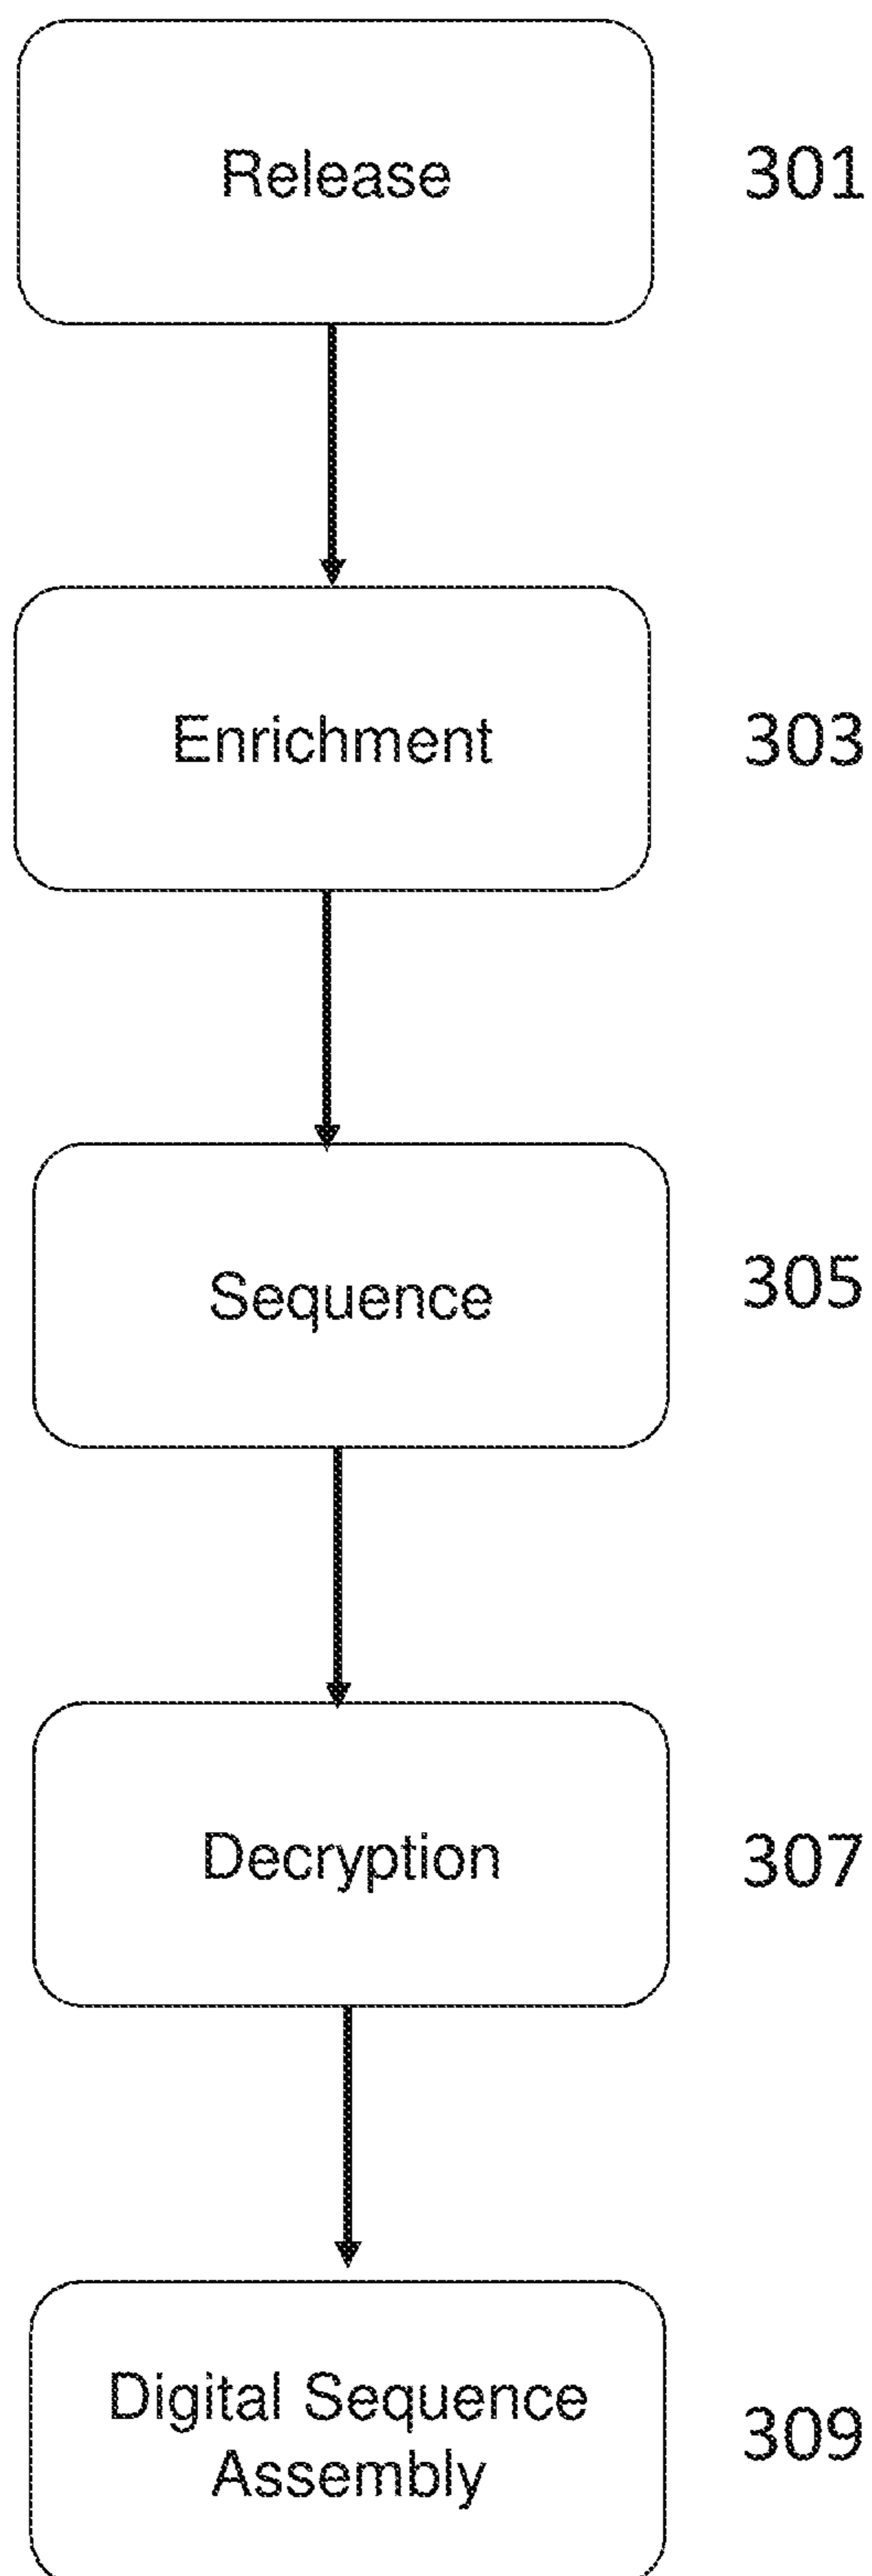 Release 301
Enrichment 303
Sequence 305
Decryption 307
Digital Sequence
Assembly 309